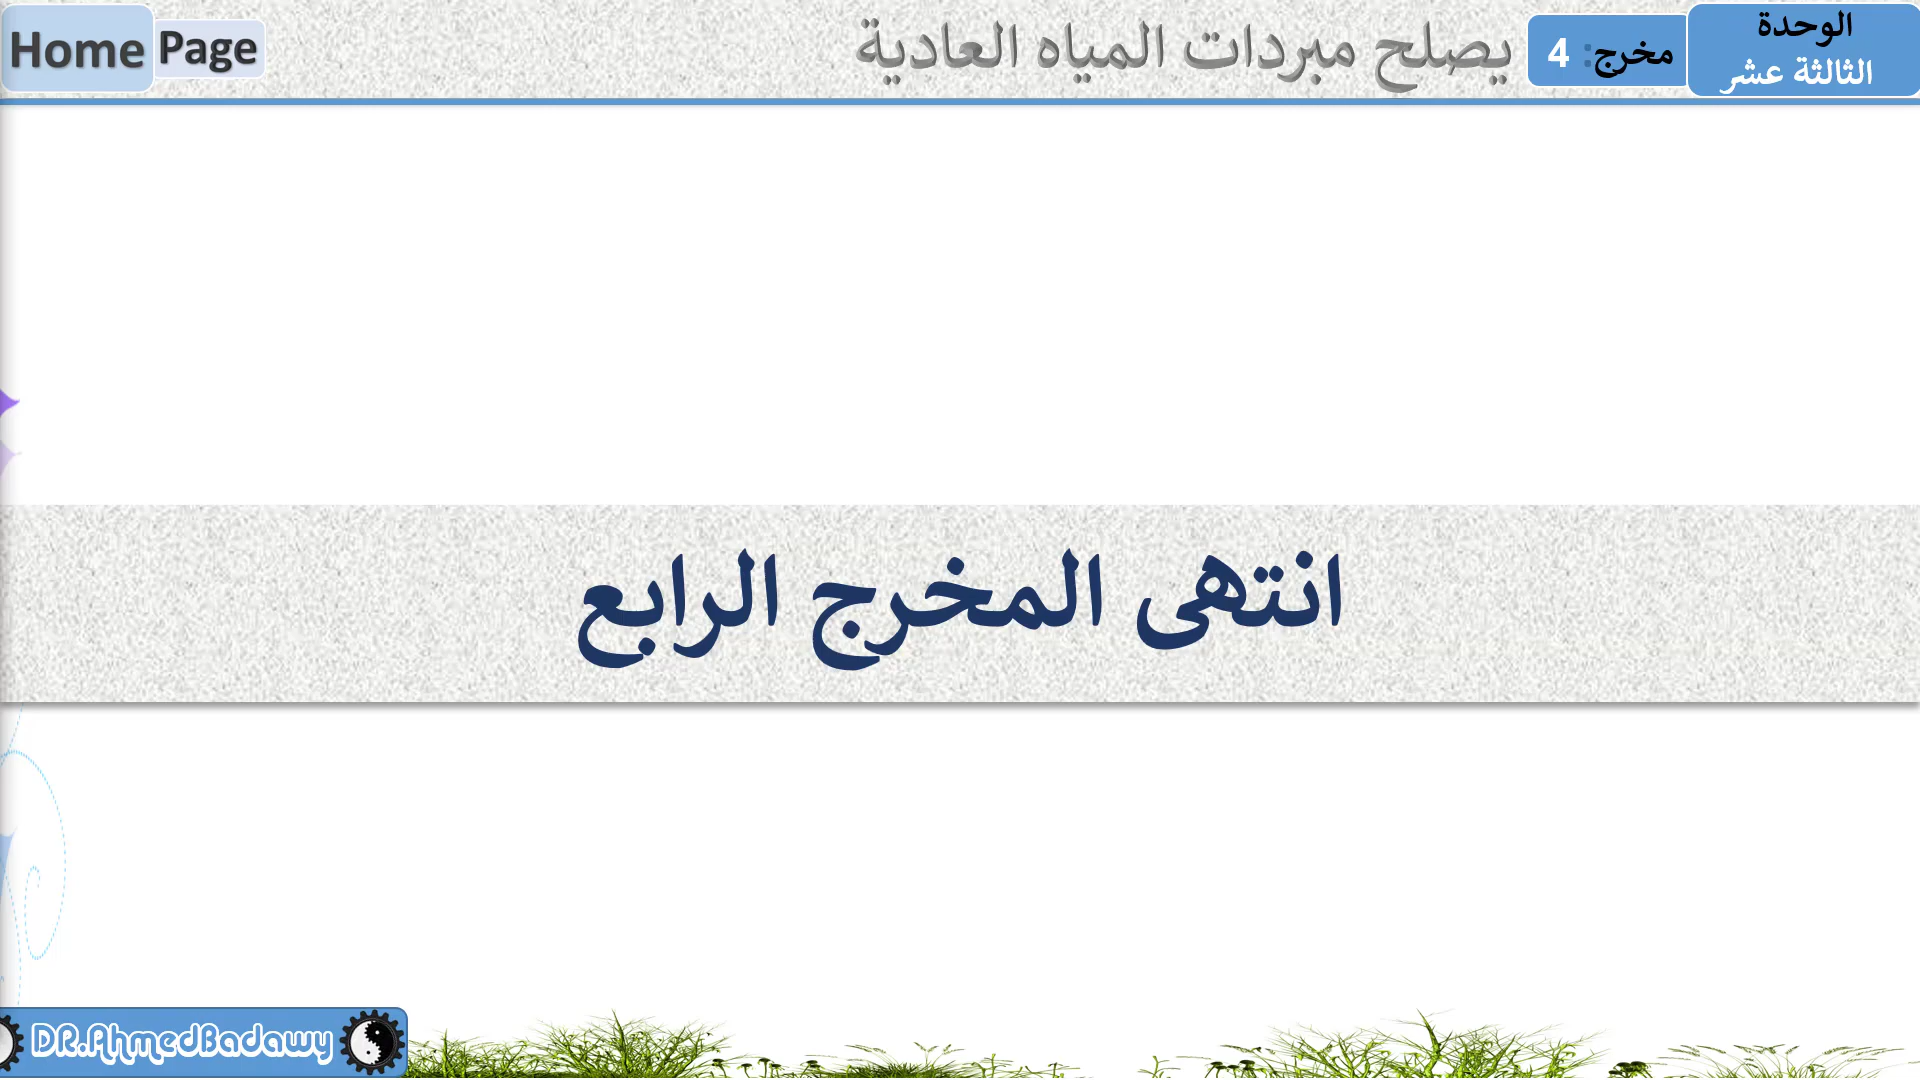 الوحدة
الثالثة عشر
مخرج: 4
يصلح مبردات المياه العادية
Home Page
انتهى المخرج الرابع
DR.AhmedBadawy